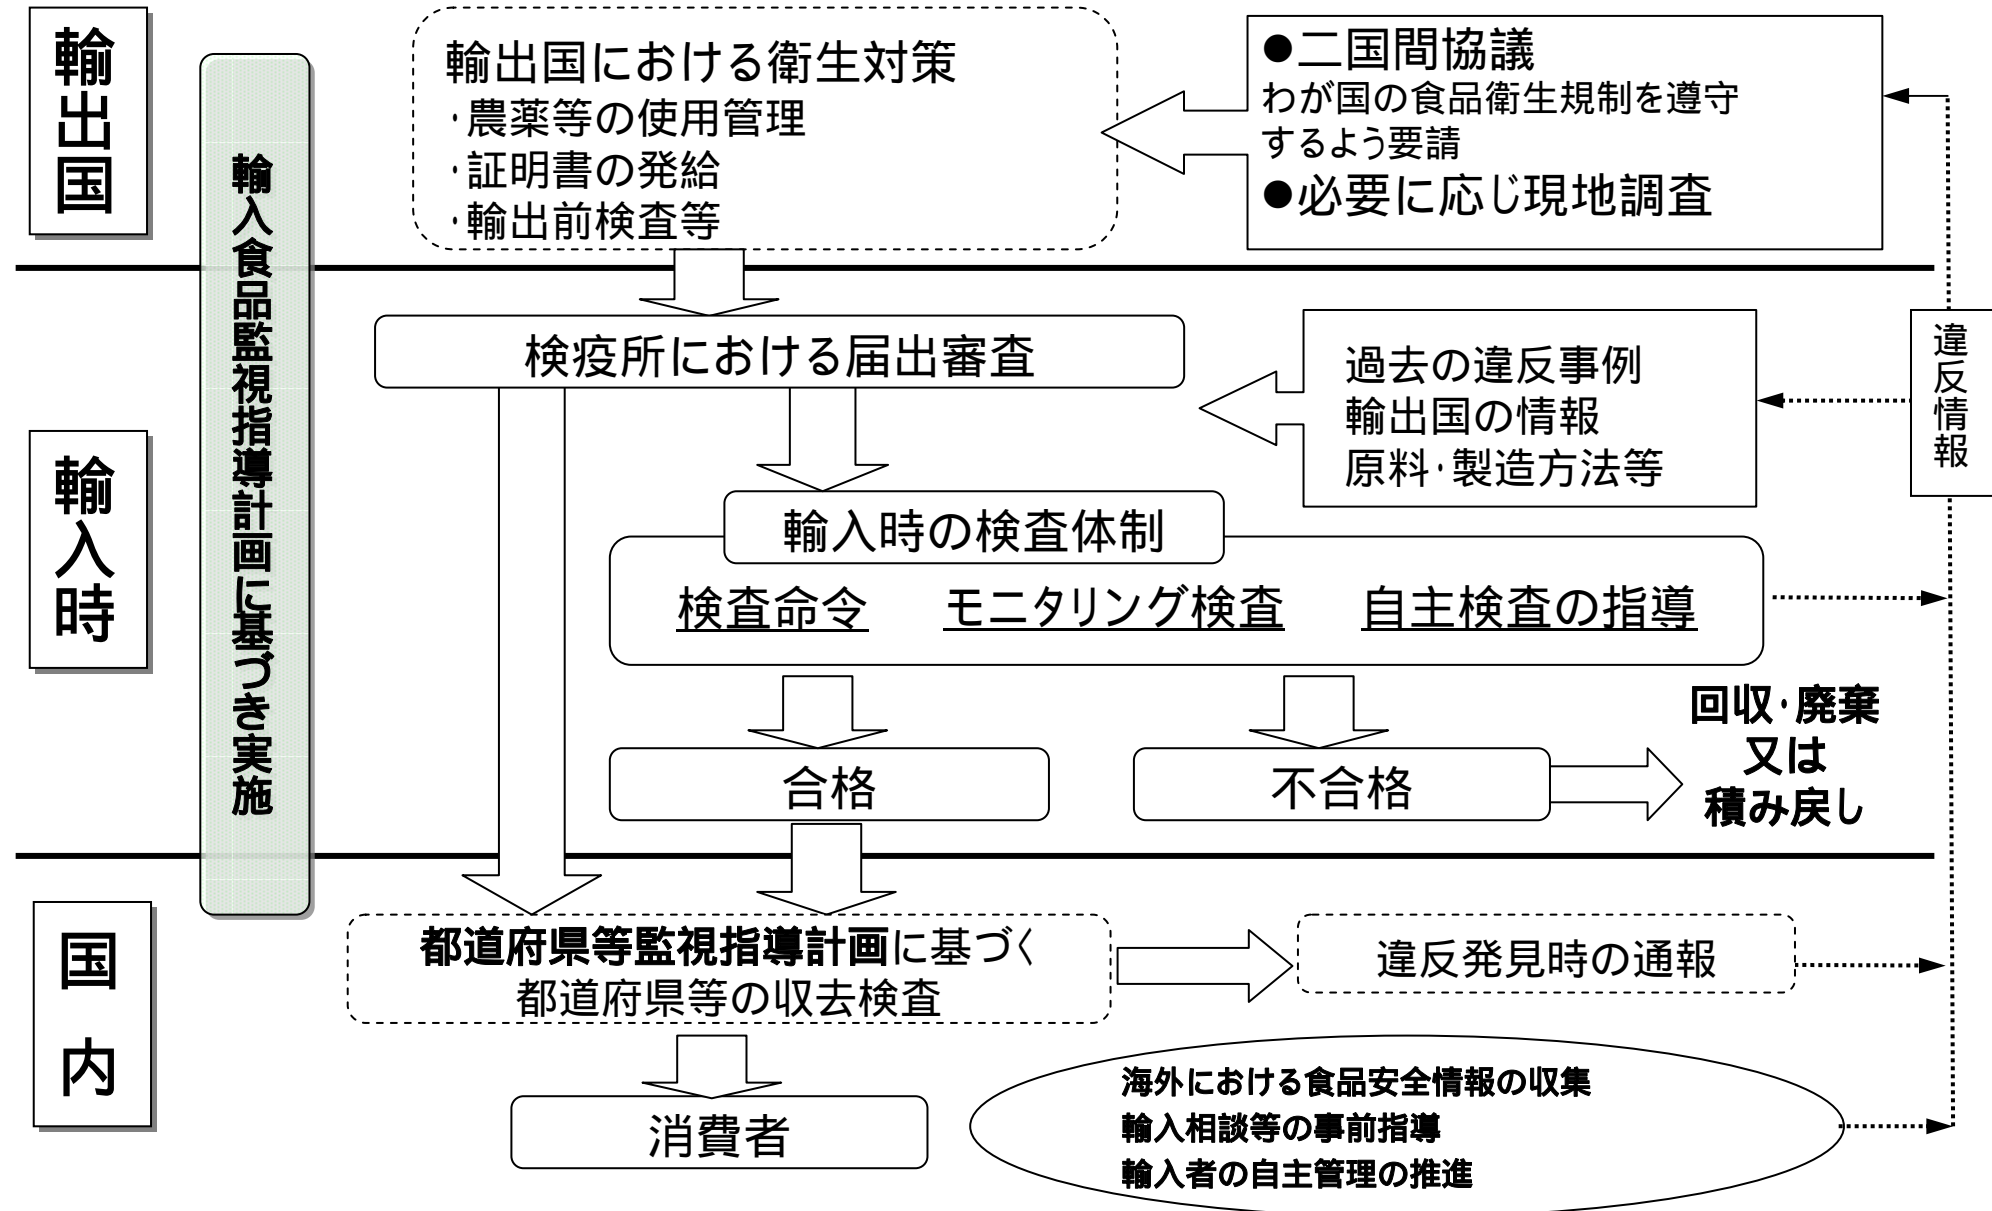 輸出国
輸入食品監視指導計画に基づき実施
輸出国における衛生対策
・農薬等の使用管理
・証明書の発給
・輸出前検査等
●二国間協議
わが国の食品衛生規制を遵守
するよう要請
●必要に応じ現地調査
輸入時
検疫所における届出審査
過去の違反事例
輸出国の情報
原料・製造方法等
違反情報
輸入時の検査体制
検査命令 モニタリング検査 自主検査の指導
合格
不合格
回収・廃棄
又は
積み戻し
国内
都道府県等監視指導計画に基づく
都道府県等の収去検査
違反発見時の通報
消費者
海外における食品安全情報の収集
輸入相談等の事前指導
輸入者の自主管理の推進